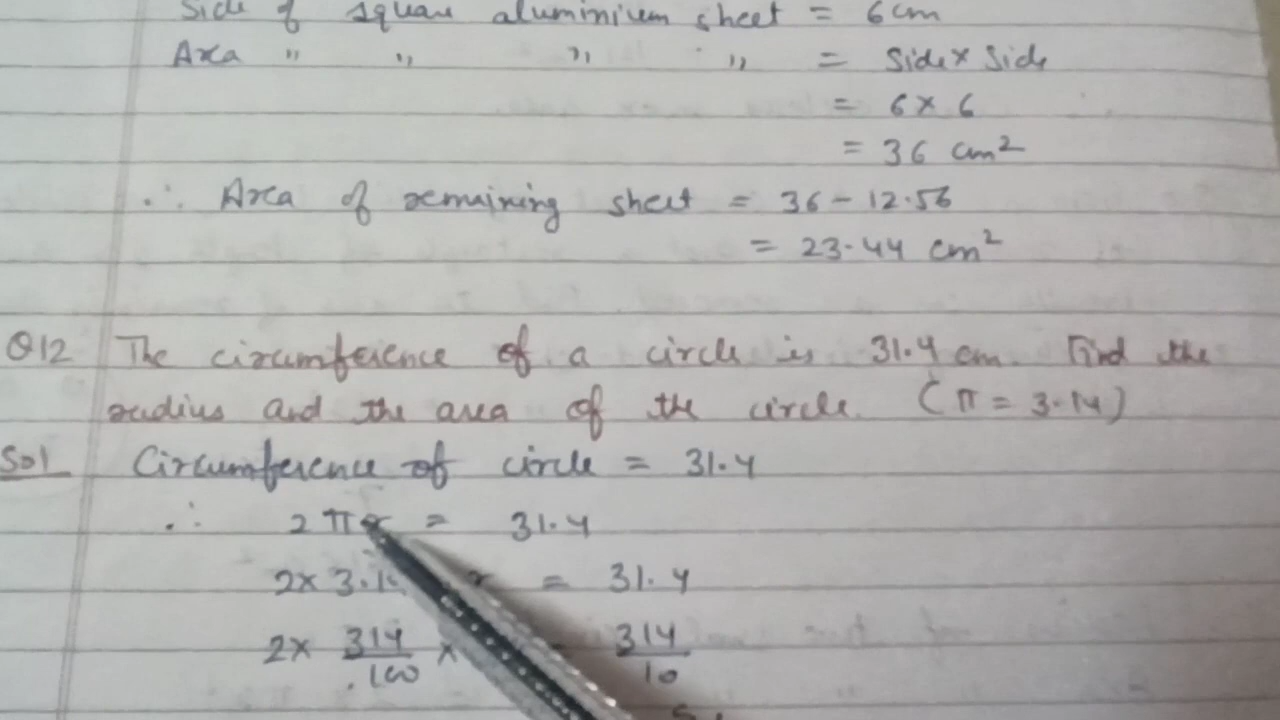 Side of square aluminium sheet = 6 cm
Area " " " " = Side × Side
= 6 × 6
= 36 cm²
∴ Area of remaining sheet = 36 - 12.56
= 23.44 cm²
Q12 The circumference of a circle is 31.4 cm. Find the
radius and the area of the circle. (π = 3.14)
Sol Circumference of circle = 31.4
∴ 2πr = 31.4
2 × 3.1 r = 31.4
2 × 314/100 × = 314/10